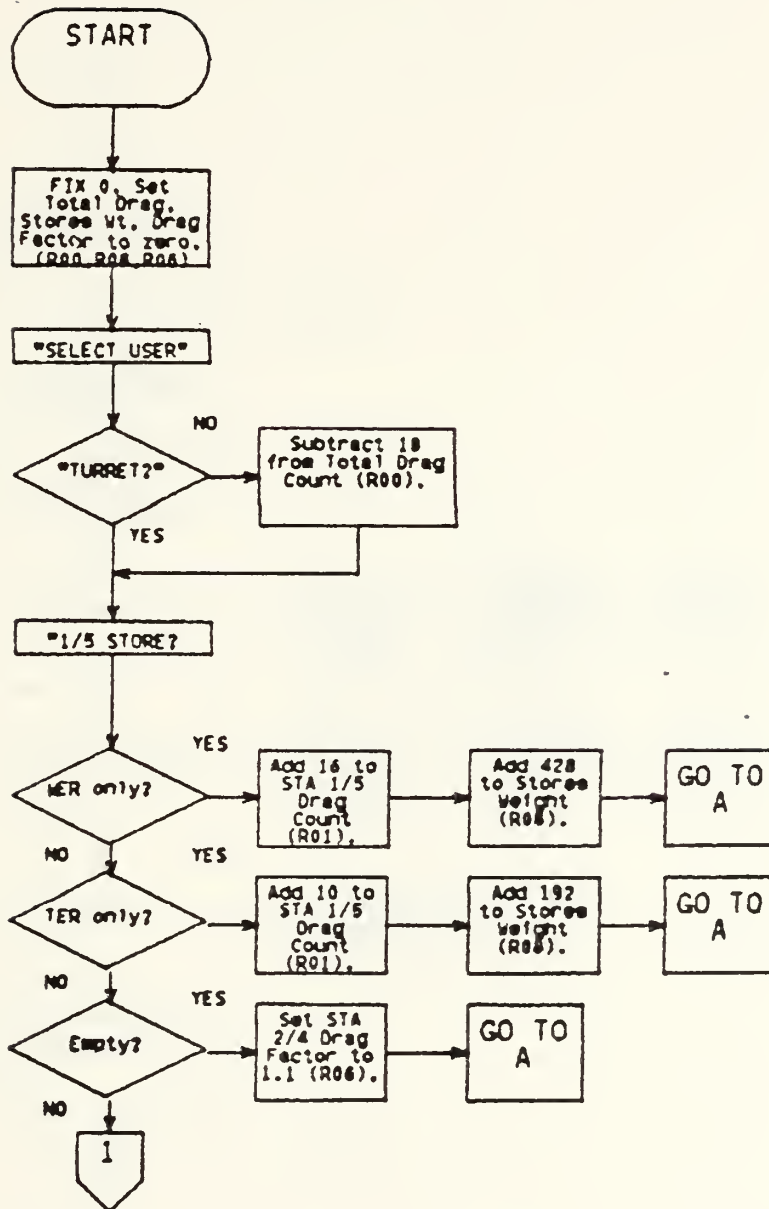 START
FIX 0, Set
Total Drag,
Stores Wt, Drag
Factor to zero.
"SELECT USER"
NO
"TURRET?"
Subtract 18
from Total Drag
Count (R00).
YES
"1/5 STORE?
YES
MER only?
Add 16 to
STA 1/5
Drag
Count
(R01).
Add 428
to Stores
Weight
GO TO
A
NO
YES
TER only?
Add 10 to
STA 1/5
Drag
Count
(R01).
Add 192
to Stores
Weight
GO TO
A
NO
YES
Empty?
Set STA
2/4 Drag
Factor to
1.1 (R06).
GO TO
A
NO
1